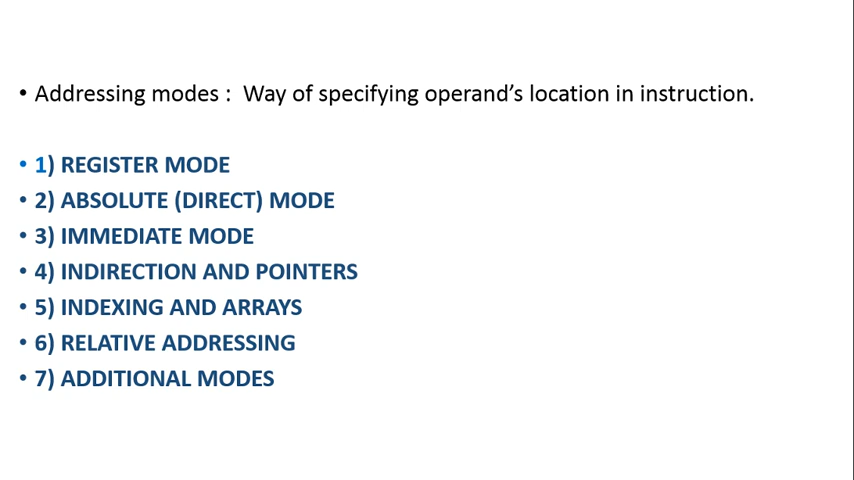 • Addressing modes :  Way of specifying operand’s location in instruction.
• 1) REGISTER MODE
• 2) ABSOLUTE (DIRECT) MODE
• 3) IMMEDIATE MODE
• 4) INDIRECTION AND POINTERS
• 5) INDEXING AND ARRAYS
• 6) RELATIVE ADDRESSING
• 7) ADDITIONAL MODES